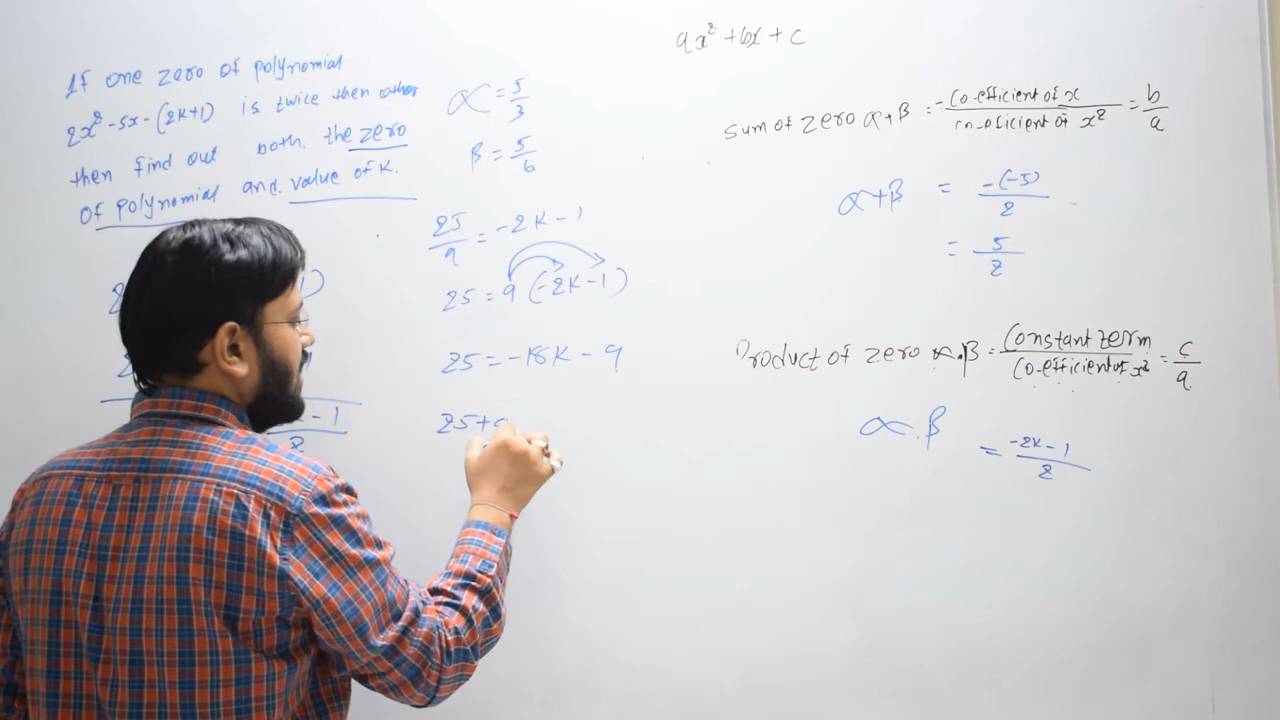 If one zero of polynomial
2x² - 5x - (2k+1) is twice then other
then find out both the zero
of polynomial and value of k.
α = 5/3
β = 5/6
25/9 = -2k - 1
25 = 9 (-2k - 1)
25 = -18k - 9
25+
- 1
2
ax² + bx + c
Sum of zero α+β = -co-efficient of x / co-efficient of x² = b/a
α+β = -(-5)/2
= 5/2
Product of zero α.β = Constant term / Co-efficient of x² = c/a
α.β = -2k - 1 / 2